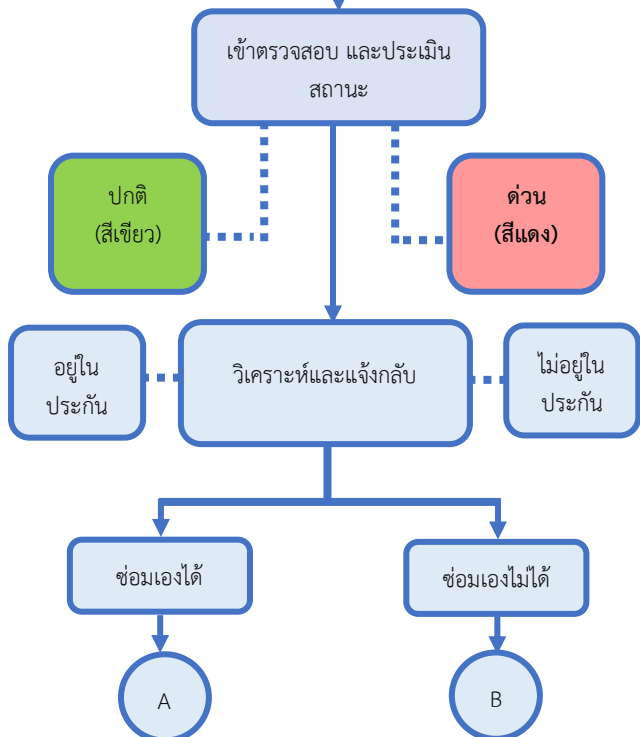 เข้าตรวจสอบ และประเมิน
สถานะ
ปกติ
(สีเขียว)
ด่วน
(สีแดง)
อยู่ใน
ประกัน
วิเคราะห์และแจ้งกลับ
ไม่อยู่ใน
ประกัน
ซ่อมเองได้
ซ่อมเองไม่ได้
A
B